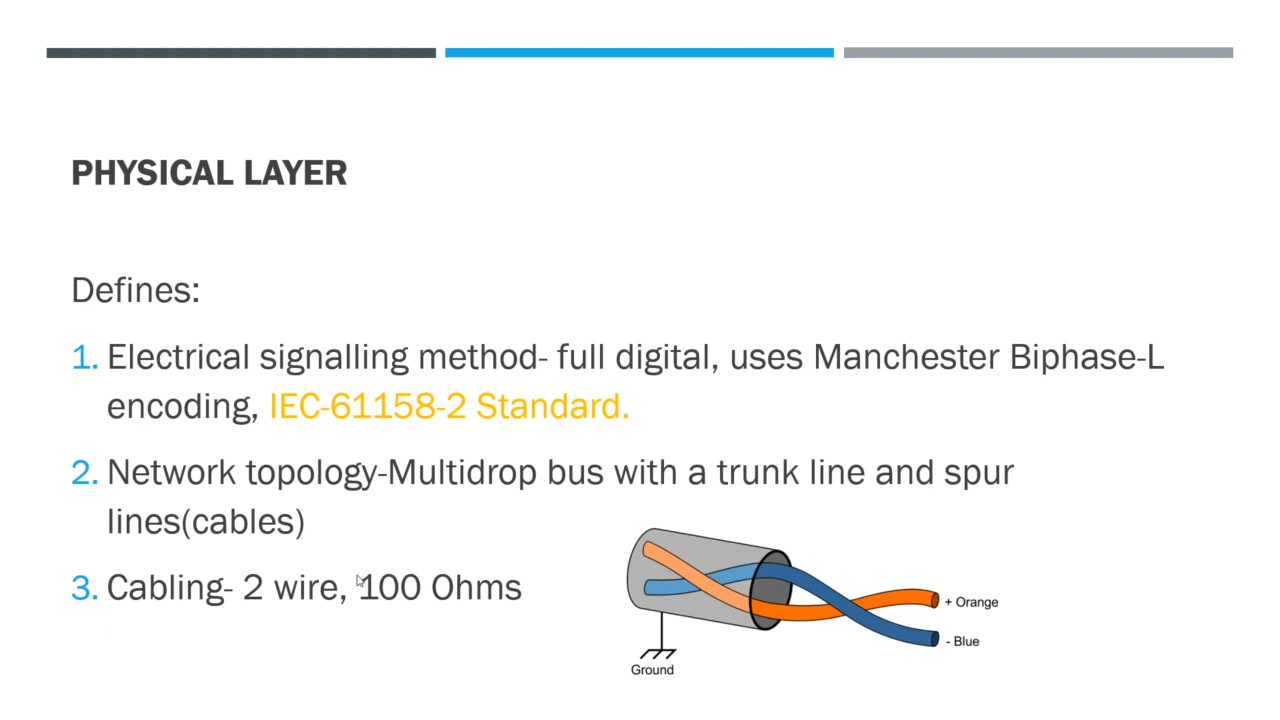 PHYSICAL LAYER
Defines:
1. Electrical signalling method- full digital, uses Manchester Biphase-L
encoding, IEC-61158-2 Standard.
2. Network topology-Multidrop bus with a trunk line and spur
lines(cables)
3. Cabling- 2 wire, 100 Ohms
+ Orange
- Blue
Ground